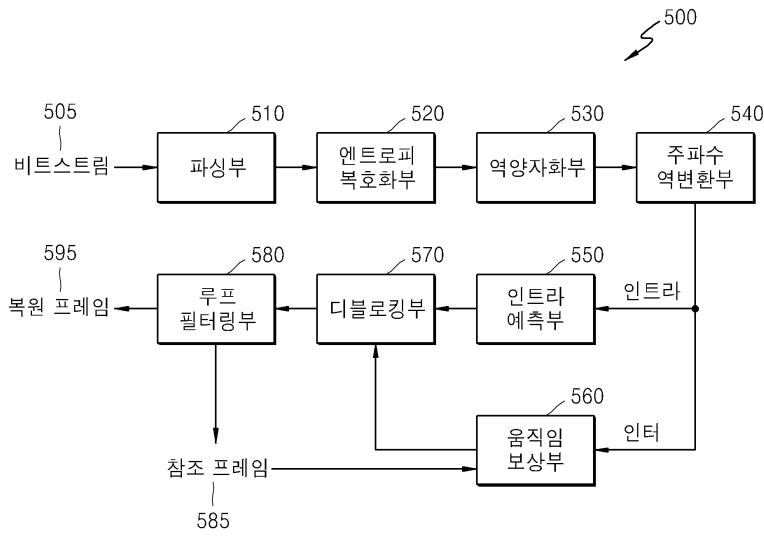 500
505
510
520
530
540
비트스트림
파싱부
엔트로피
복호화부
역양자화부
주파수
역변환부
595
580
570
550
복원 프레임
루프
필터링부
디블로킹부
인트라
예측부
인트라
560
움직임
보상부
인터
참조 프레임
585